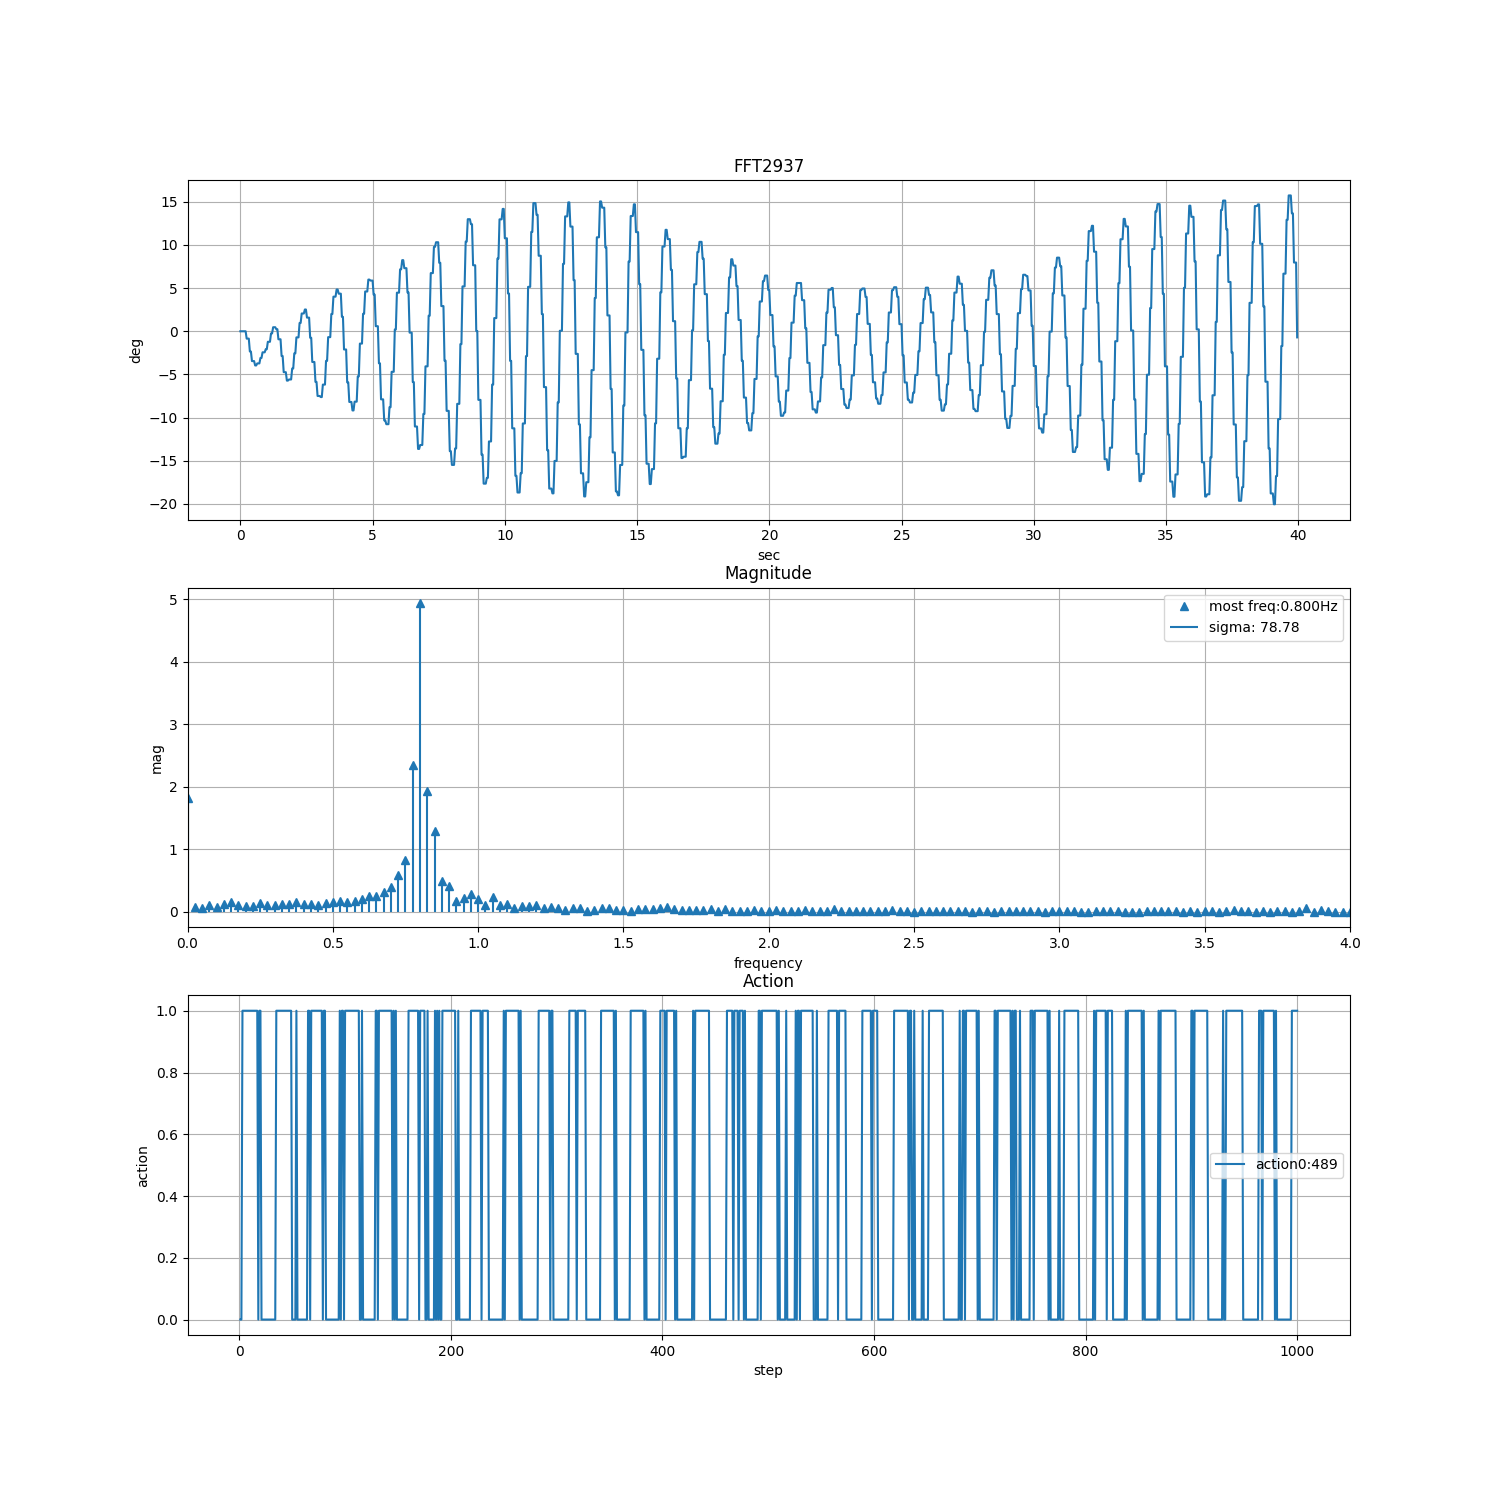 FFT2937
15
10
5
0
−5
−10
−15
−20
deg
0 5 10 15 20 25 30 35 40
sec
Magnitude
5
4
3
2
1
0
mag
most freq:0.800Hz
sigma: 78.78
0.0 0.5 1.0 1.5 2.0 2.5 3.0 3.5 4.0
frequency
Action
1.0
0.8
0.6
0.4
0.2
0.0
action
action0:489
0 200 400 600 800 1000
step